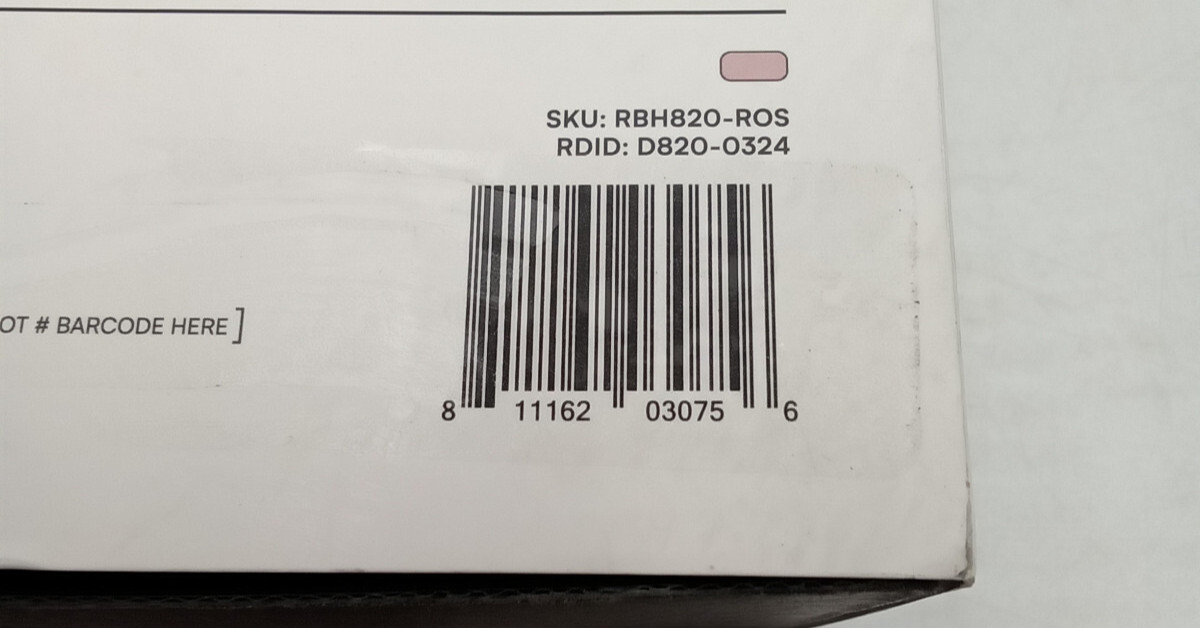 SKU: RBH820-ROS
RDID: D820-0324
OT # BARCODE HERE]
8 11162 03075 6